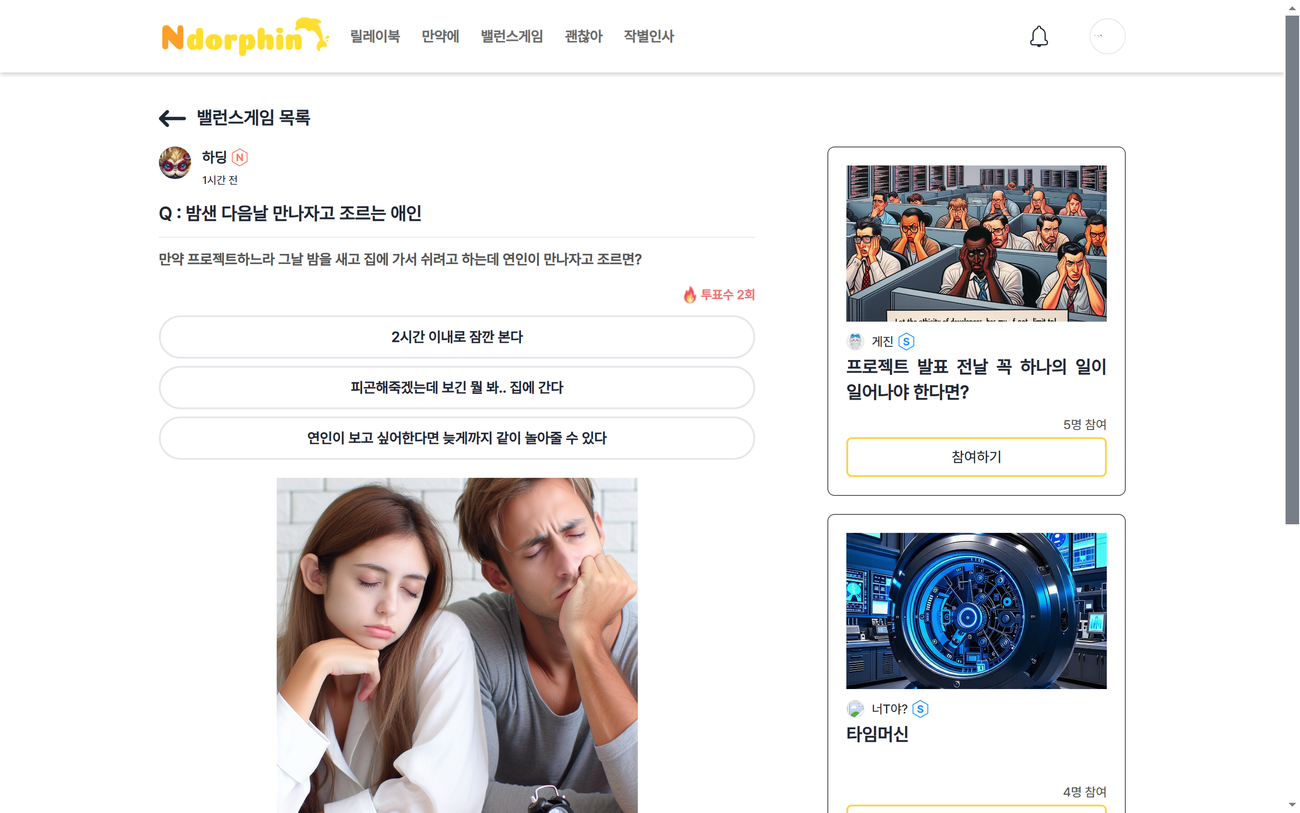 Ndorphin 릴레이북 만약에 밸런스게임 괜찮아 작별인사
밸런스게임 목록
하딩 N
1시간 전
Q : 밤샌 다음날 만나자고 조르는 애인
만약 프로젝트하느라 그날 밤을 새고 집에 가서 쉬려고 하는데 연인이 만나자고 조르면?
투표수 2회
2시간 이내로 잠깐 본다
피곤해죽겠는데 보긴 뭘 봐.. 집에 간다
연인이 보고 싶어한다면 늦게까지 같이 놀아줄 수 있다
게진 S
프로젝트 발표 전날 꼭 하나의 일이
일어나야 한다면?
5명 참여
참여하기
너T야? S
타임머신
4명 참여